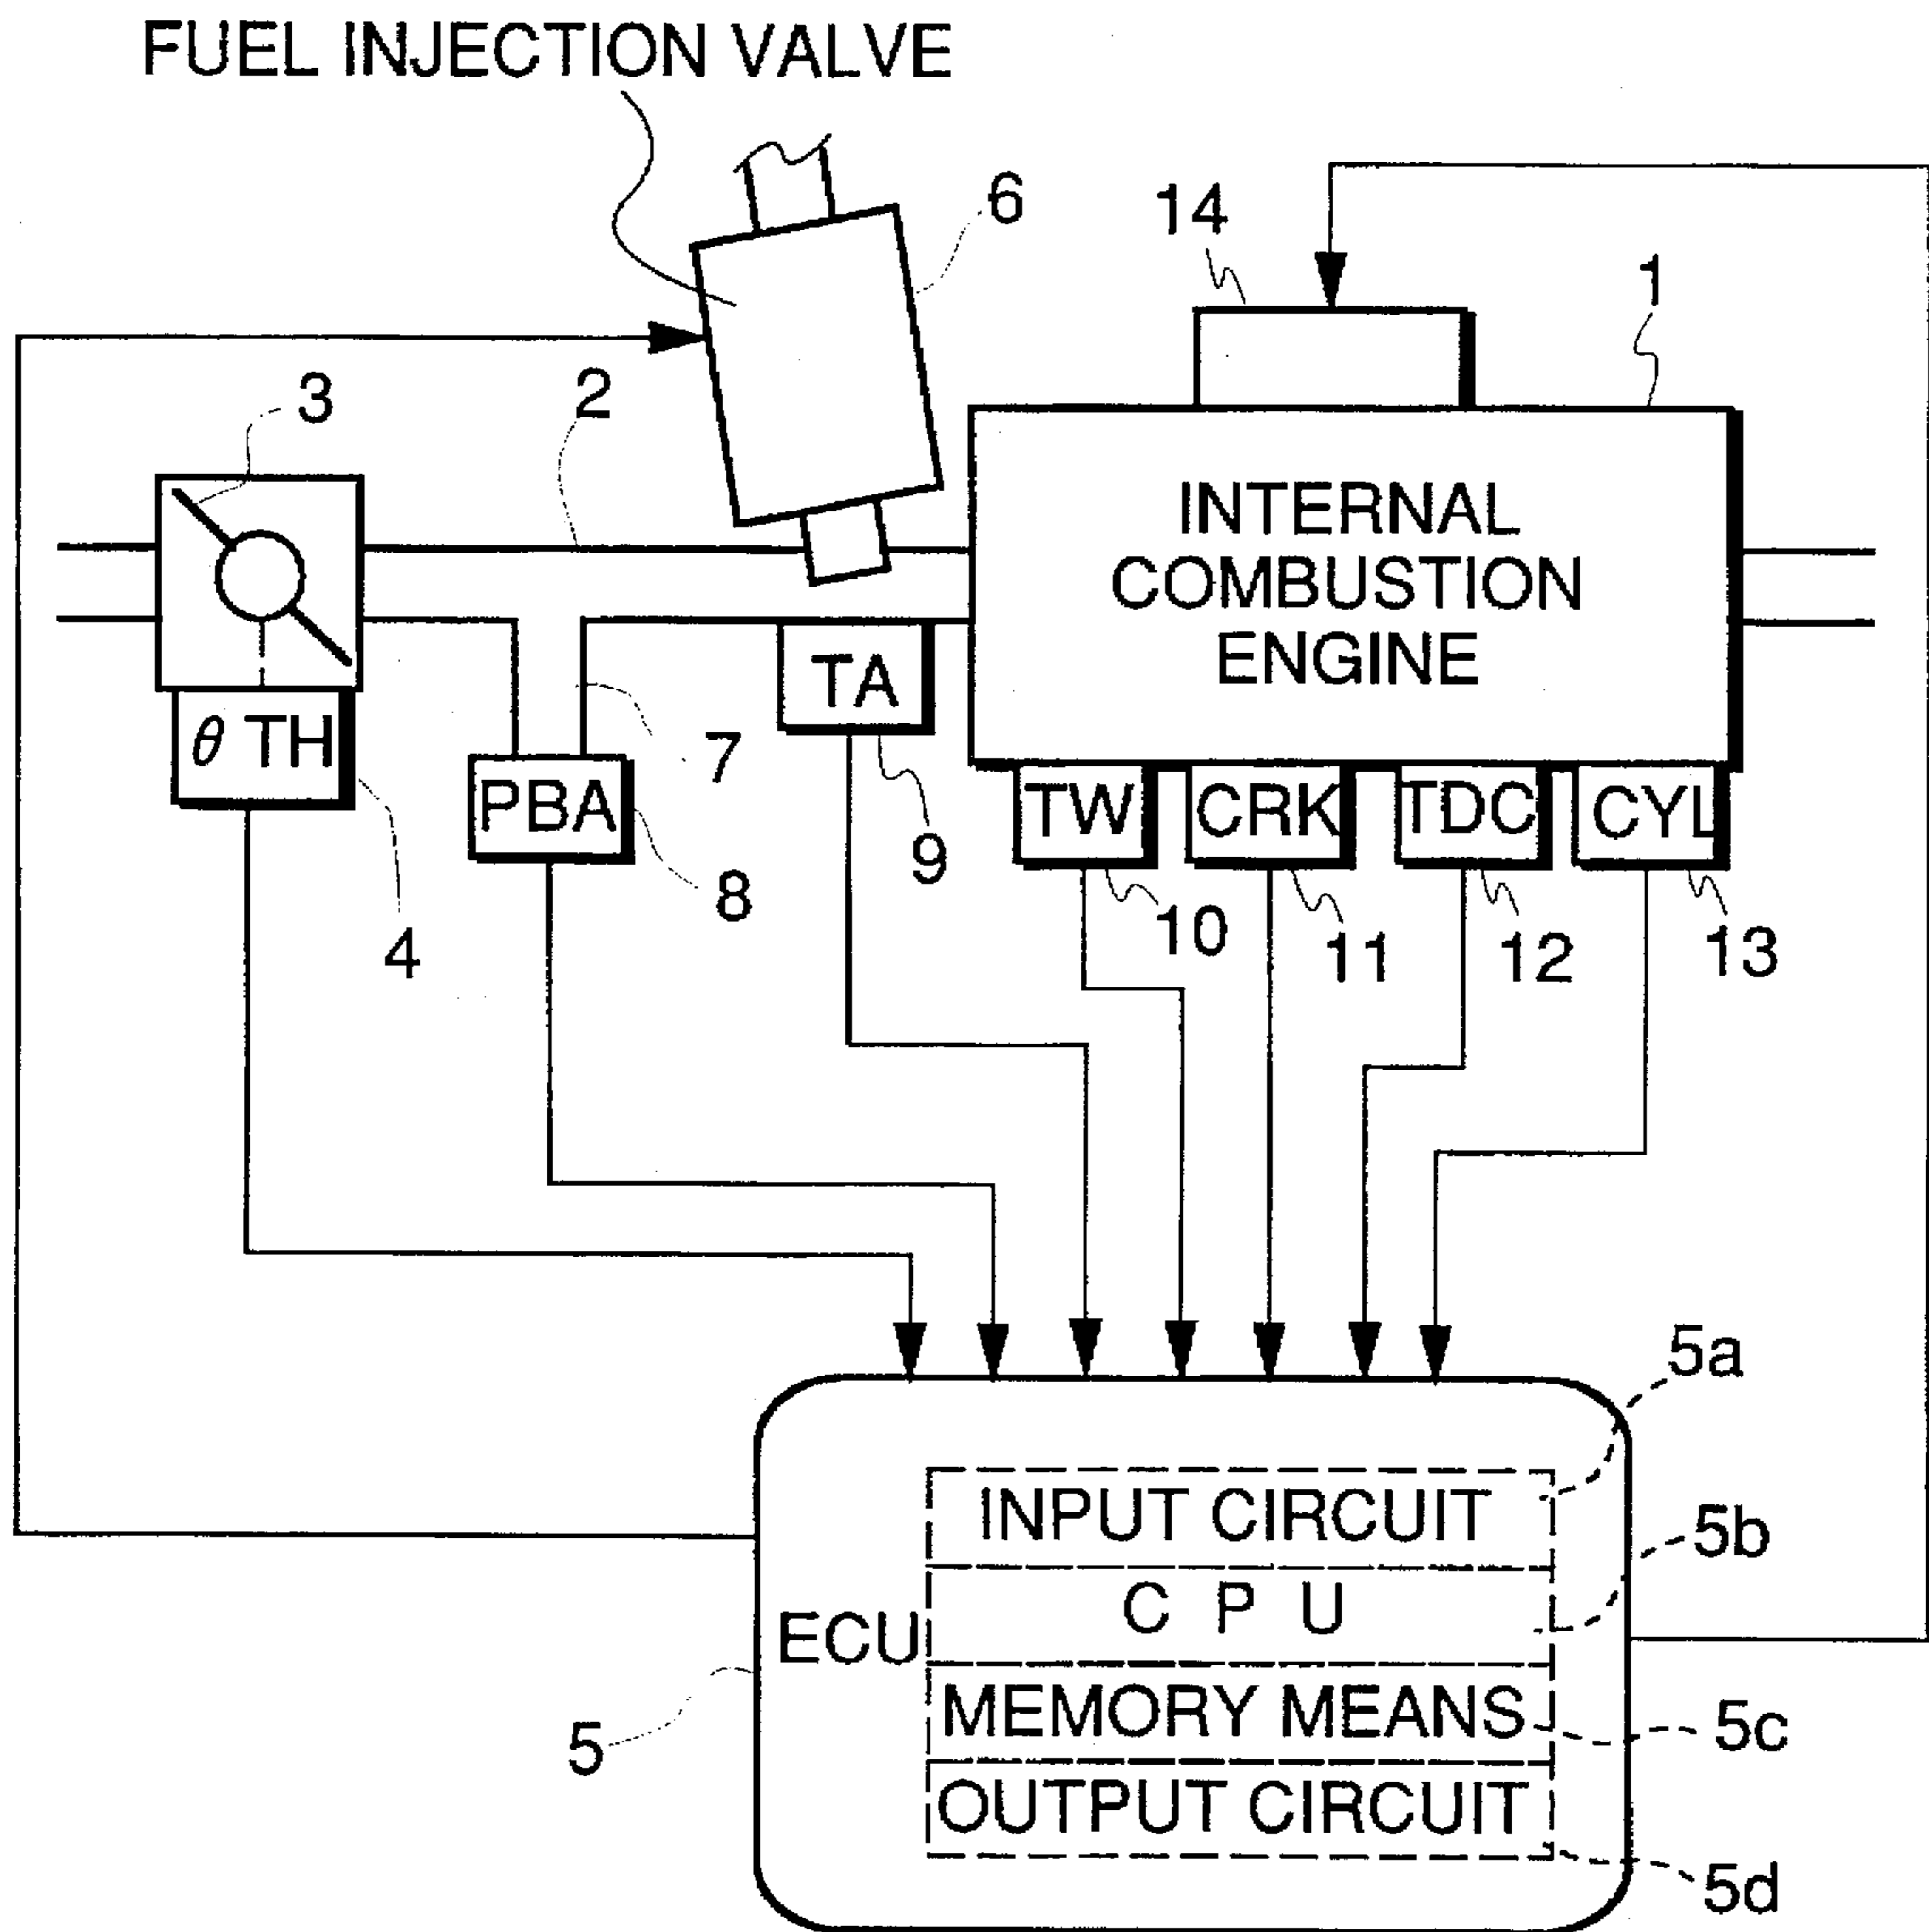 FUEL INJECTION VALVE
6
14
1
3
2
INTERNAL
COMBUSTION
ENGINE
θ TH
7
TA
PBA
TW
CRK
TDC
CYL
4
8
9
10
11
12
13
5a
INPUT CIRCUIT
5b
C P U
ECU
MEMORY MEANS
5c
5
OUTPUT CIRCUIT
5d